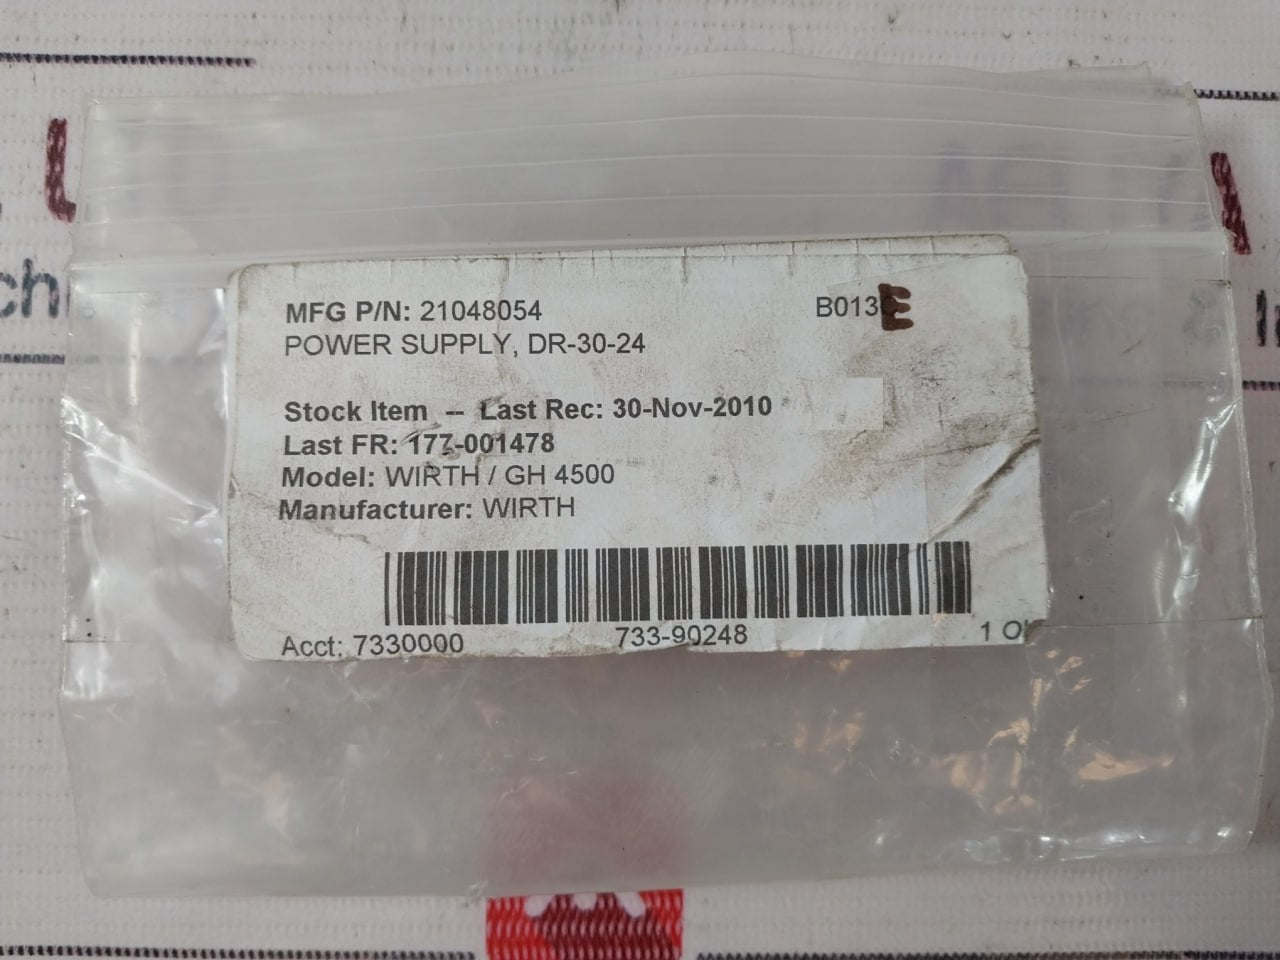 MFG P/N: 21048054
B013E
POWER SUPPLY, DR-30-24
Stock Item -- Last Rec: 30-Nov-2010
Last FR: 177-001478
Model: WIRTH / GH 4500
Manufacturer: WIRTH
Acct: 7330000
733-90248
1